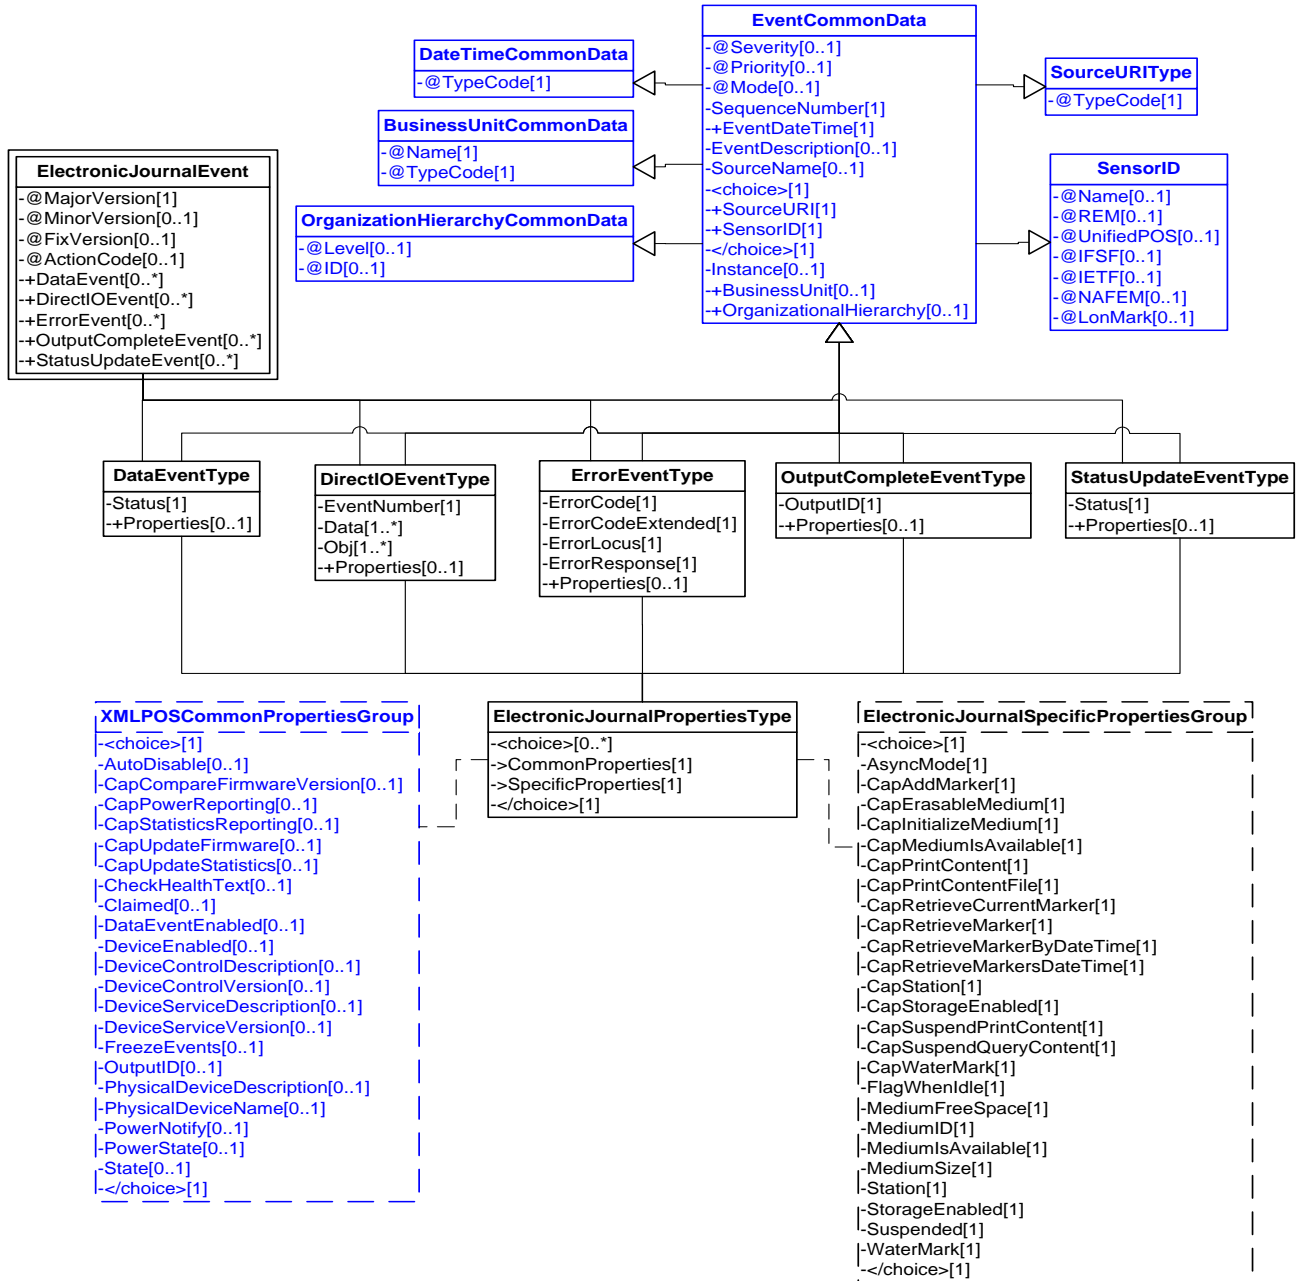 EventCommonData
-@Severity[0..1]
-@Priority[0..1]
-@Mode[0..1]
-SequenceNumber[1]
-+EventDateTime[1]
-EventDescription[0..1]
-SourceName[0..1]
-<choice>[1]
-+SourceURI[1]
-+SensorID[1]
-</choice>[1]
-Instance[0..1]
-+BusinessUnit[0..1]
-+OrganizationalHierarchy[0..1]
DateTimeCommonData
-@TypeCode[1]
SourceURIType
-@TypeCode[1]
BusinessUnitCommonData
-@Name[1]
-@TypeCode[1]
OrganizationHierarchyCommonData
-@Level[0..1]
-@ID[0..1]
SensorID
-@Name[0..1]
-@REM[0..1]
-@UnifiedPOS[0..1]
-@IFSF[0..1]
-@IETF[0..1]
-@NAFEM[0..1]
-@LonMark[0..1]
ElectronicJournalEvent
-@MajorVersion[1]
-@MinorVersion[0..1]
-@FixVersion[0..1]
-@ActionCode[0..1]
-+DataEvent[0..*]
-+DirectIOEvent[0..*]
-+ErrorEvent[0..*]
-+OutputCompleteEvent[0..*]
-+StatusUpdateEvent[0..*]
DataEventType
-Status[1]
-+Properties[0..1]
DirectIOEventType
-EventNumber[1]
-Data[1..*]
-Obj[1..*]
-+Properties[0..1]
ErrorEventType
-ErrorCode[1]
-ErrorCodeExtended[1]
-ErrorLocus[1]
-ErrorResponse[1]
-+Properties[0..1]
OutputCompleteEventType
-OutputID[1]
-+Properties[0..1]
StatusUpdateEventType
-Status[1]
-+Properties[0..1]
XMLPOSCommonPropertiesGroup
-<choice>[1]
-AutoDisable[0..1]
-CapCompareFirmwareVersion[0..1]
-CapPowerReporting[0..1]
-CapStatisticsReporting[0..1]
-CapUpdateFirmware[0..1]
-CapUpdateStatistics[0..1]
-CheckHealthText[0..1]
-Claimed[0..1]
-DataEventEnabled[0..1]
-DeviceEnabled[0..1]
-DeviceControlDescription[0..1]
-DeviceControlVersion[0..1]
-DeviceServiceDescription[0..1]
-DeviceServiceVersion[0..1]
-FreezeEvents[0..1]
-OutputID[0..1]
-PhysicalDeviceDescription[0..1]
-PhysicalDeviceName[0..1]
-PowerNotify[0..1]
-PowerState[0..1]
-State[0..1]
-</choice>[1]
ElectronicJournalPropertiesType
-<choice>[0..*]
->CommonProperties[1]
->SpecificProperties[1]
-</choice>[1]
ElectronicJournalSpecificPropertiesGroup
-<choice>[1]
-AsyncMode[1]
-CapAddMarker[1]
-CapErasableMedium[1]
-CapInitializeMedium[1]
-CapMediumIsAvailable[1]
-CapPrintContent[1]
-CapPrintContentFile[1]
-CapRetrieveCurrentMarker[1]
-CapRetrieveMarker[1]
-CapRetrieveMarkerByDateTime[1]
-CapRetrieveMarkersDateTime[1]
-CapStation[1]
-CapStorageEnabled[1]
-CapSuspendPrintContent[1]
-CapSuspendQueryContent[1]
-CapWaterMark[1]
-FlagWhenIdle[1]
-MediumFreeSpace[1]
-MediumID[1]
-MediumIsAvailable[1]
-MediumSize[1]
-Station[1]
-StorageEnabled[1]
-Suspended[1]
-WaterMark[1]
-</choice>[1]